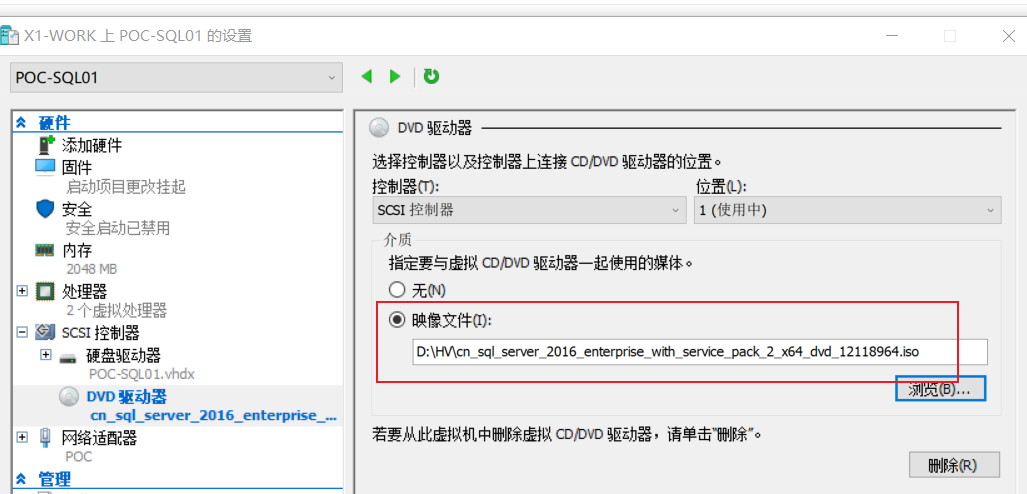 X1-WORK 上 POC-SQL01 的设置
POC-SQL01
硬件
添加硬件
固件
启动项目更改挂起
安全
安全启动已禁用
内存
2048 MB
处理器
2 个虚拟处理器
SCSI 控制器
硬盘驱动器
POC-SQL01.vhdx
DVD 驱动器
cn_sql_server_2016_enterprise_...
网络适配器
POC
管理
DVD 驱动器
选择控制器以及控制器上连接 CD/DVD 驱动器的位置。
控制器(T):
位置(L):
SCSI 控制器
1 (使用中)
介质
指定要与虚拟 CD/DVD 驱动器一起使用的媒体。
无(N)
映像文件(I):
D:\HV\cn_sql_server_2016_enterprise_with_service_pack_2_x64_dvd_12118964.iso
浏览(B)...
若要从此虚拟机中删除虚拟 CD/DVD 驱动器，请单击"删除"。
删除(R)